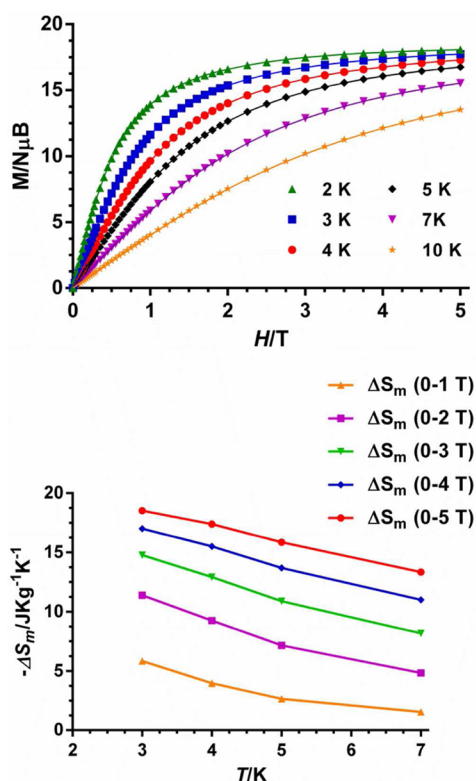 M/NμB
20
15
10
5
0
0 1 2 3 4 5
H/T
2 K 5 K
3 K 7K
4 K 10 K
ΔSm (0-1 T)
ΔSm (0-2 T)
ΔSm (0-3 T)
ΔSm (0-4 T)
ΔSm (0-5 T)
-ΔSm/JKg⁻¹K⁻¹
20
15
10
5
0
2 3 4 5 6 7
T/K